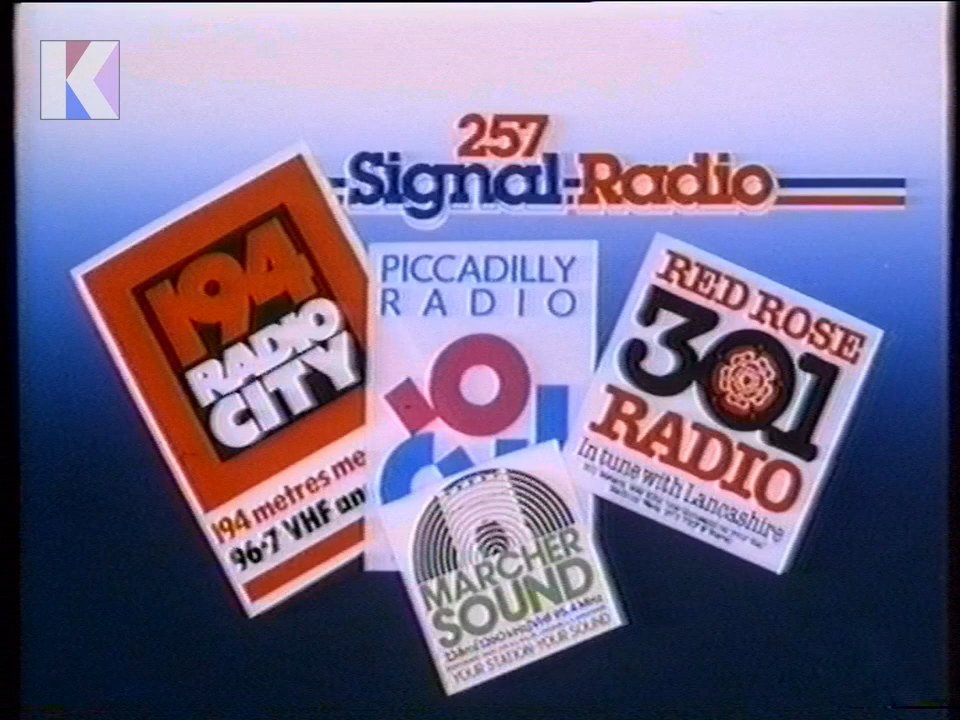 K
257
Signal-Radio
194
RADIO
CITY
194 metres me
96·7 VHF an
PICCADILLY
RADIO
RED ROSE
301
RADIO
In tune with Lancashire
MARCHER
SOUND
YOUR STATION YOUR SOUND